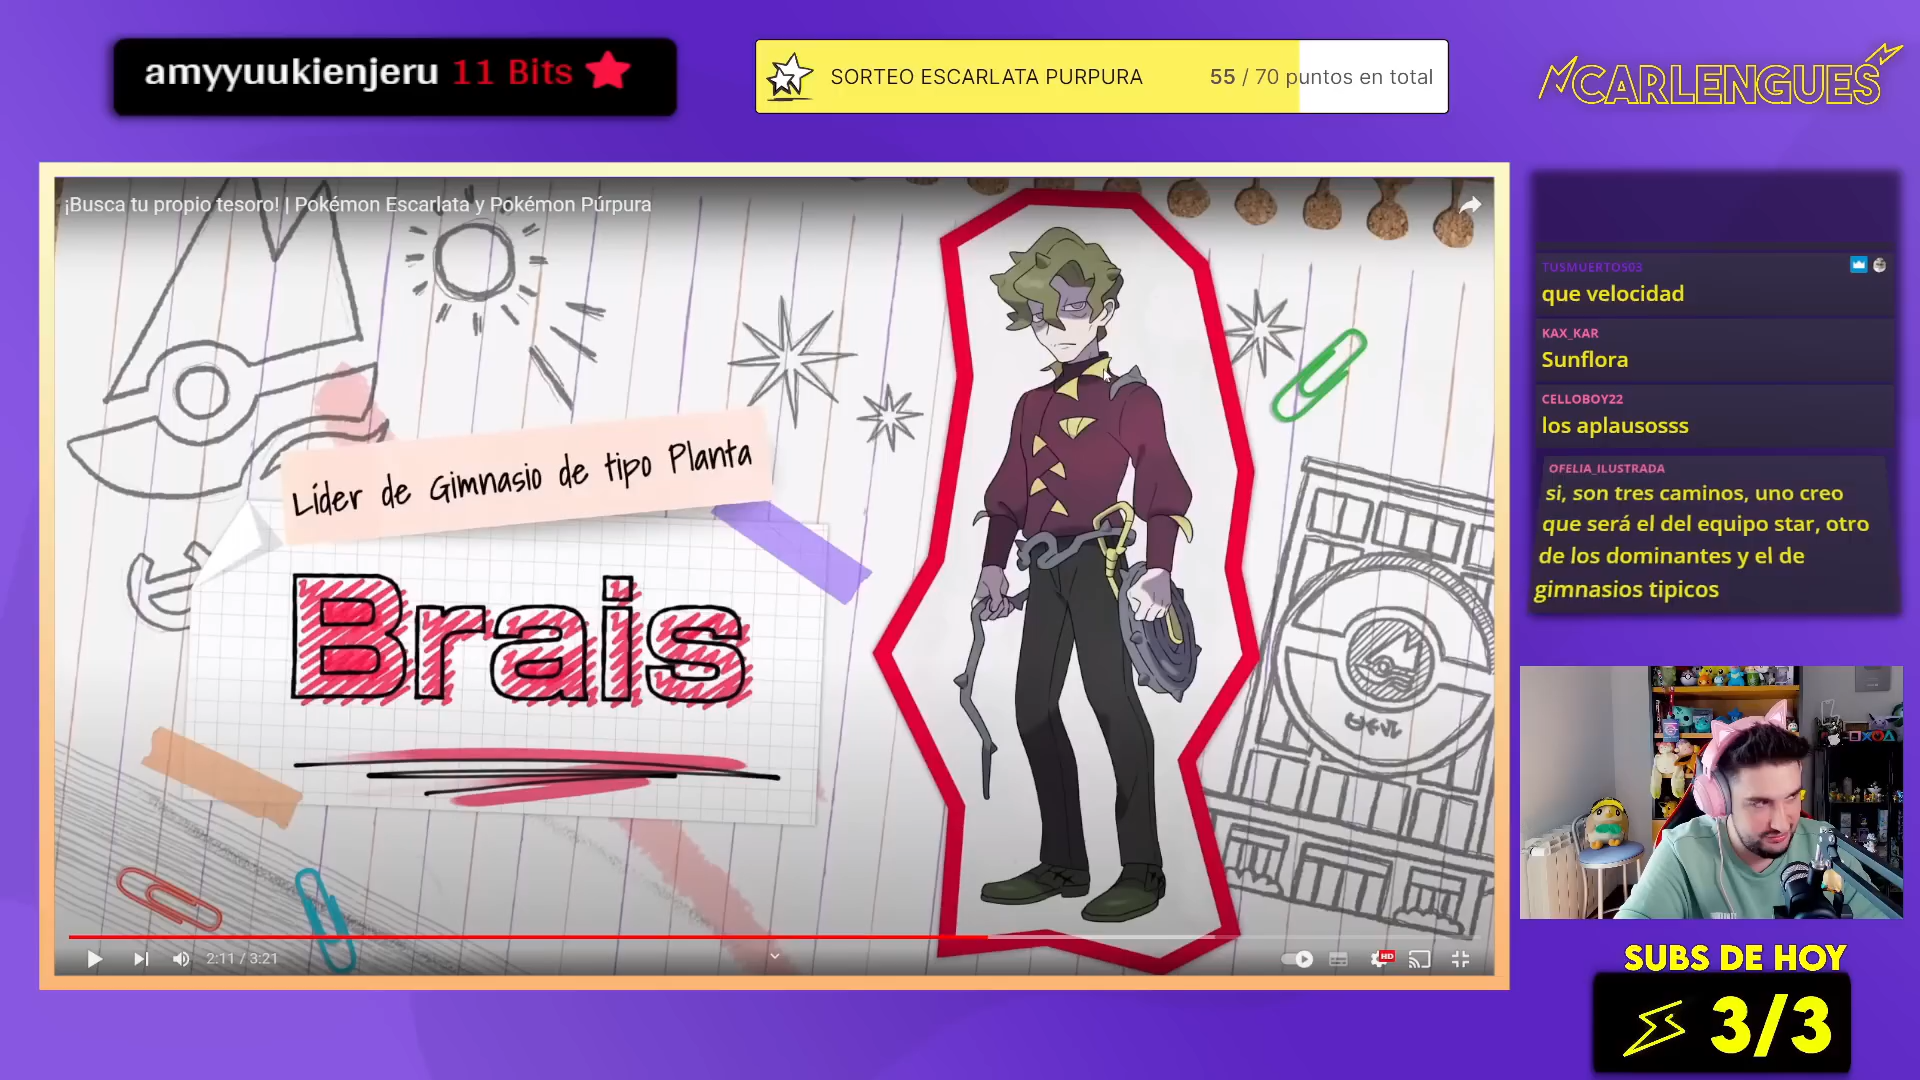 amyyuukienjeru 11 Bits
SORTEO ESCARLATA PURPURA 55 / 70 puntos en total
CARLENGUES
¡Busca tu propio tesoro! | Pokémon Escarlata y Pokémon Púrpura
Líder de Gimnasio de tipo Planta
Brais
2:11 / 3:21
HD
TUSMUERTOS03
que velocidad
KAX_KAR
Sunflora
CELLOBOY22
los aplausosss
OFELIA_ILUSTRADA
si, son tres caminos, uno creo
que será el del equipo star, otro
de los dominantes y el de
gimnasios tipicos
SUBS DE HOY
3/3